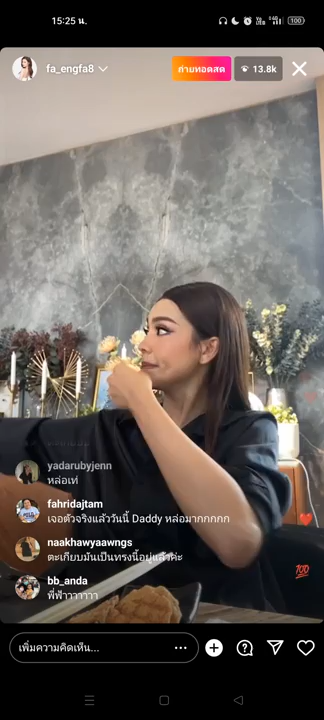 15:25 น.
100
fa_engfa8
ถ่ายทอดสด
13.8k
yadarubyjenn
หล่อเท่
fahridajtam
เจอตัวจริงแล้ววันนี้ Daddy หล่อมากกกกก
naakhawyaawngs
ตะเกียบมันเป็นทรงนี้อยู่แล้วค่ะ
bb_anda
พี่ฟ้าาาาาาา
💯
เพิ่มความคิดเห็น...